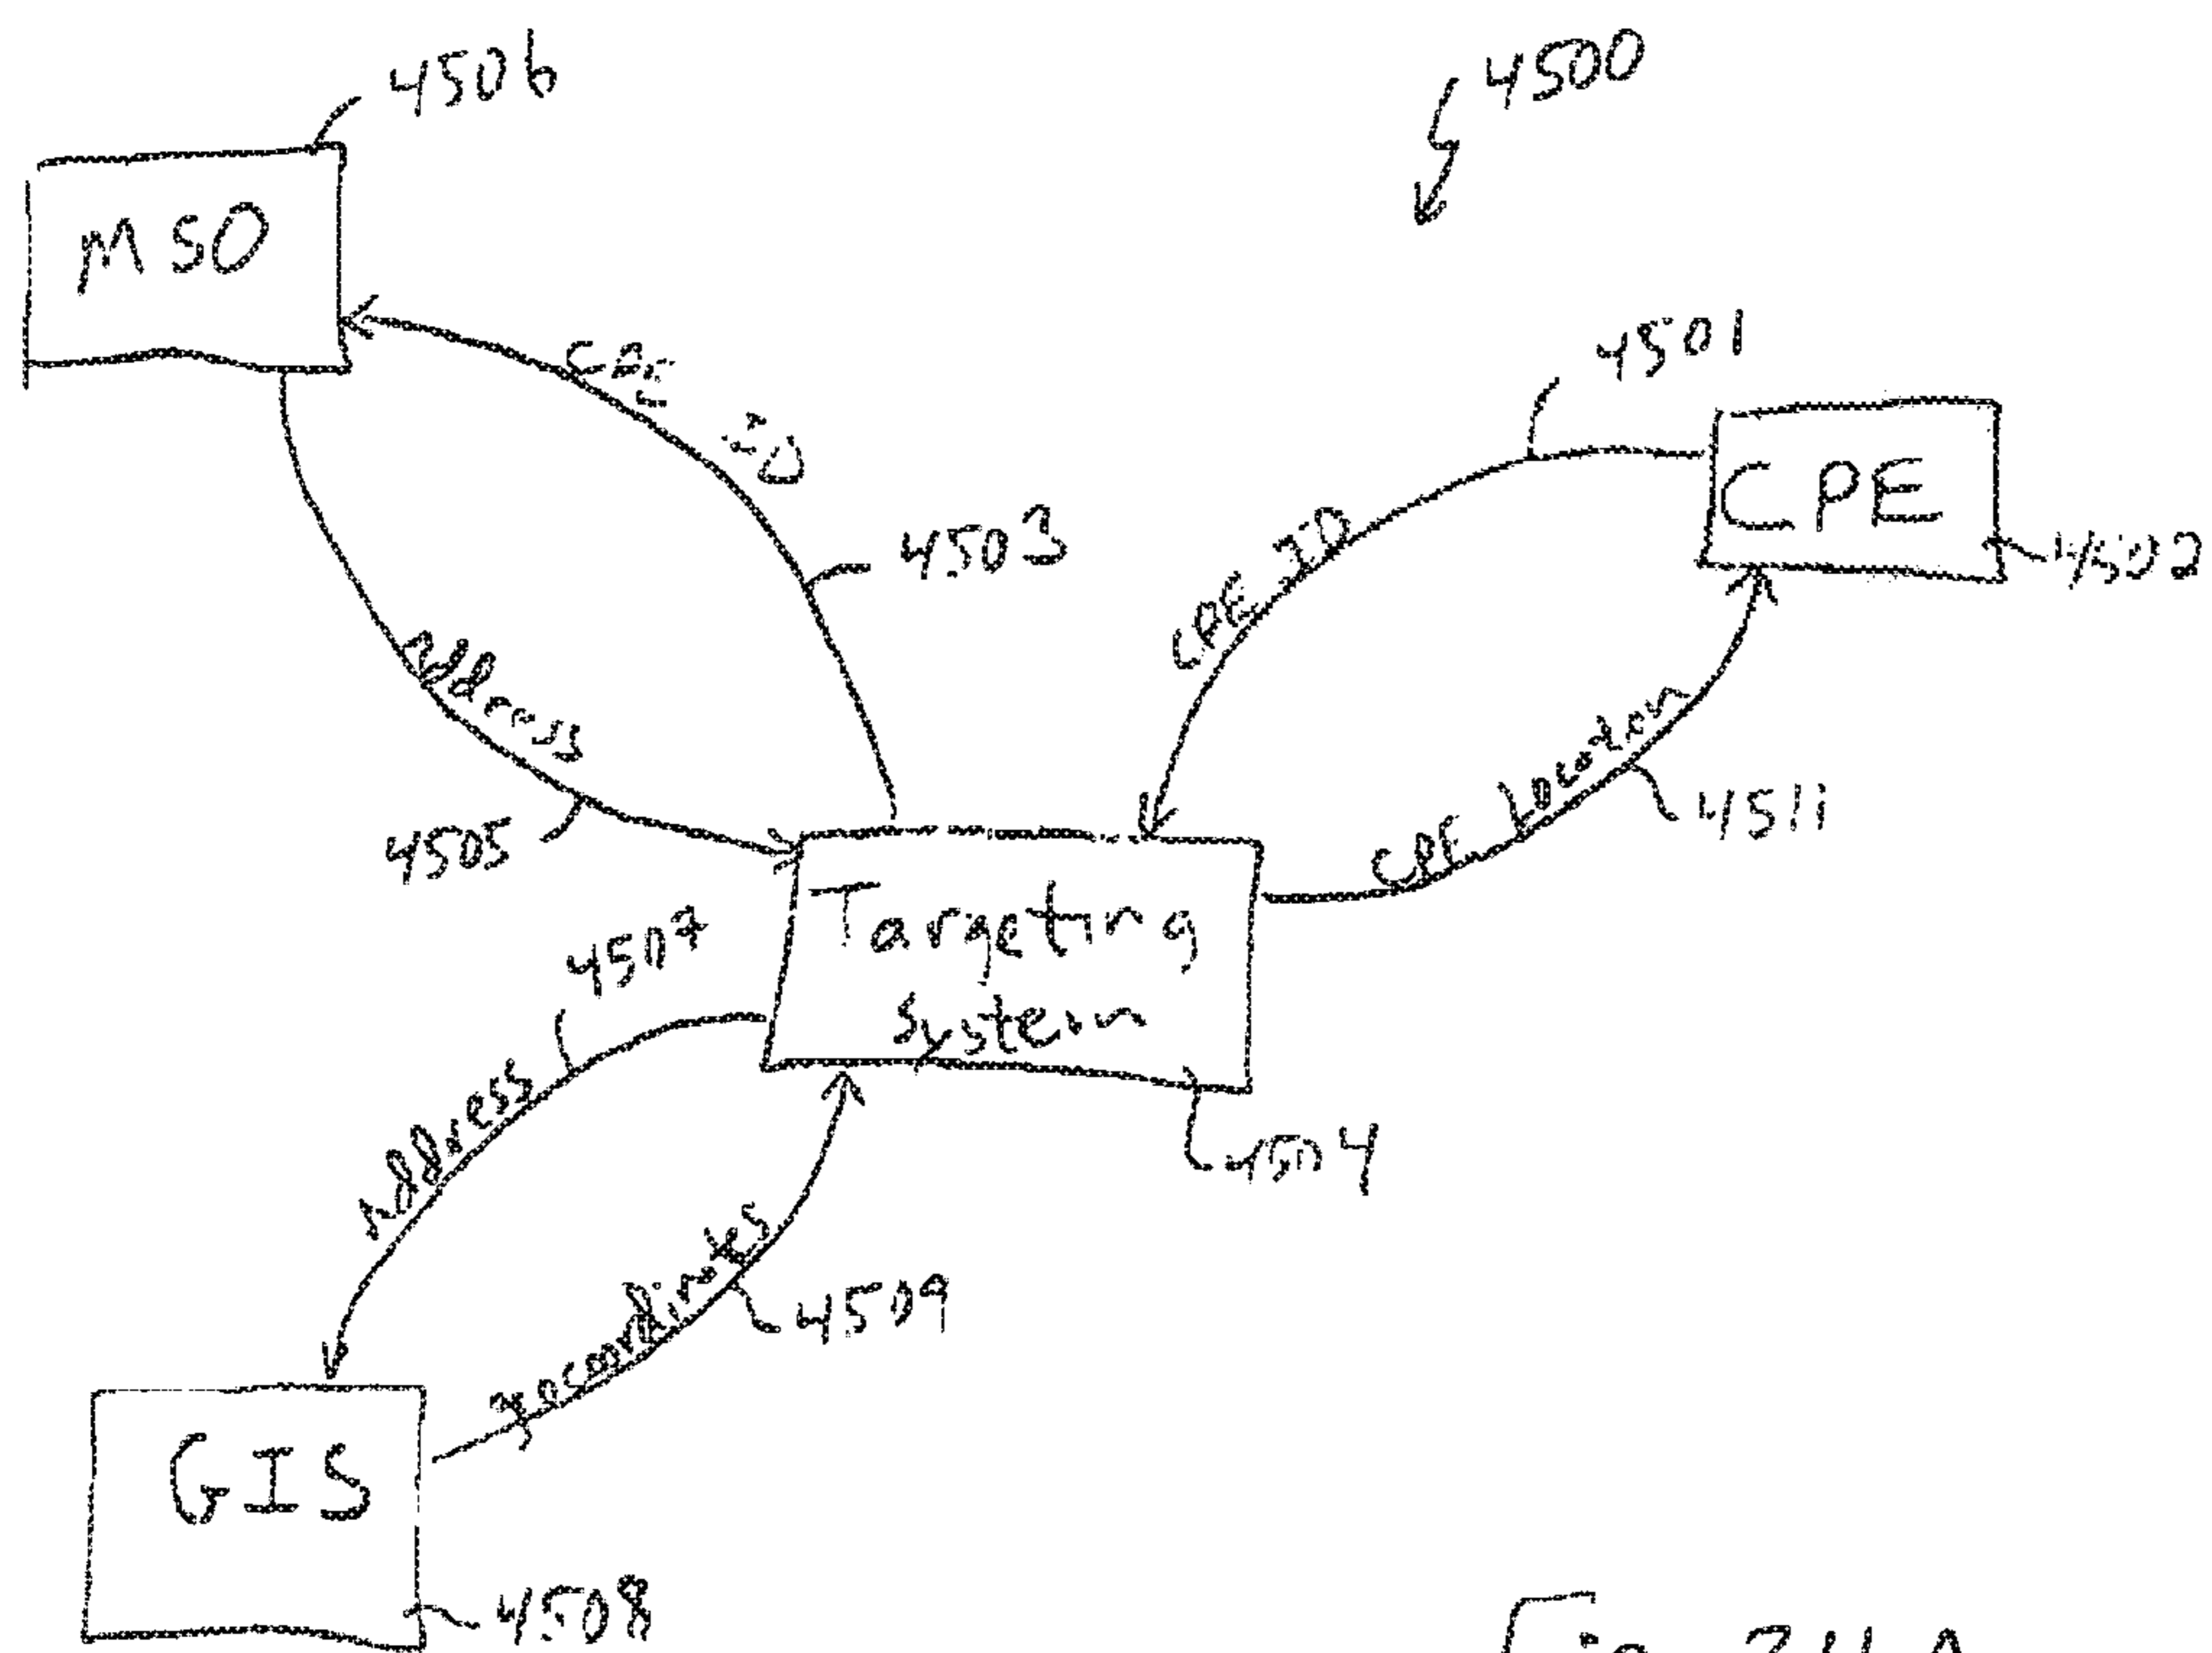 4506
4500
MSO
4501
CPE ID
CPE
4502
4503
CPE ID
Address
CPE Location
4511
4505
Targeting
System
4507
4504
Address
geocoordinates
4509
GIS
4508